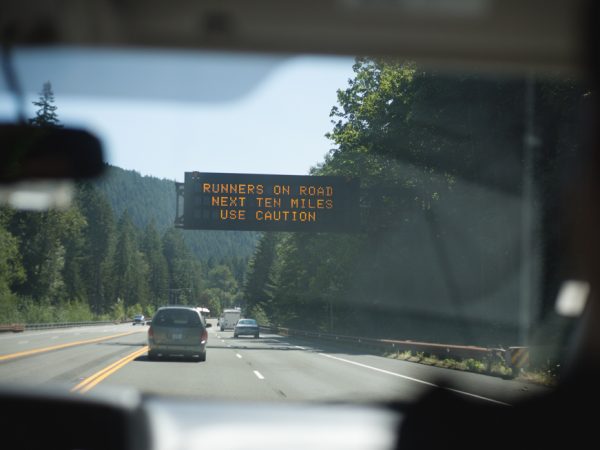 RUNNERS ON ROAD
NEXT TEN MILES
USE CAUTION